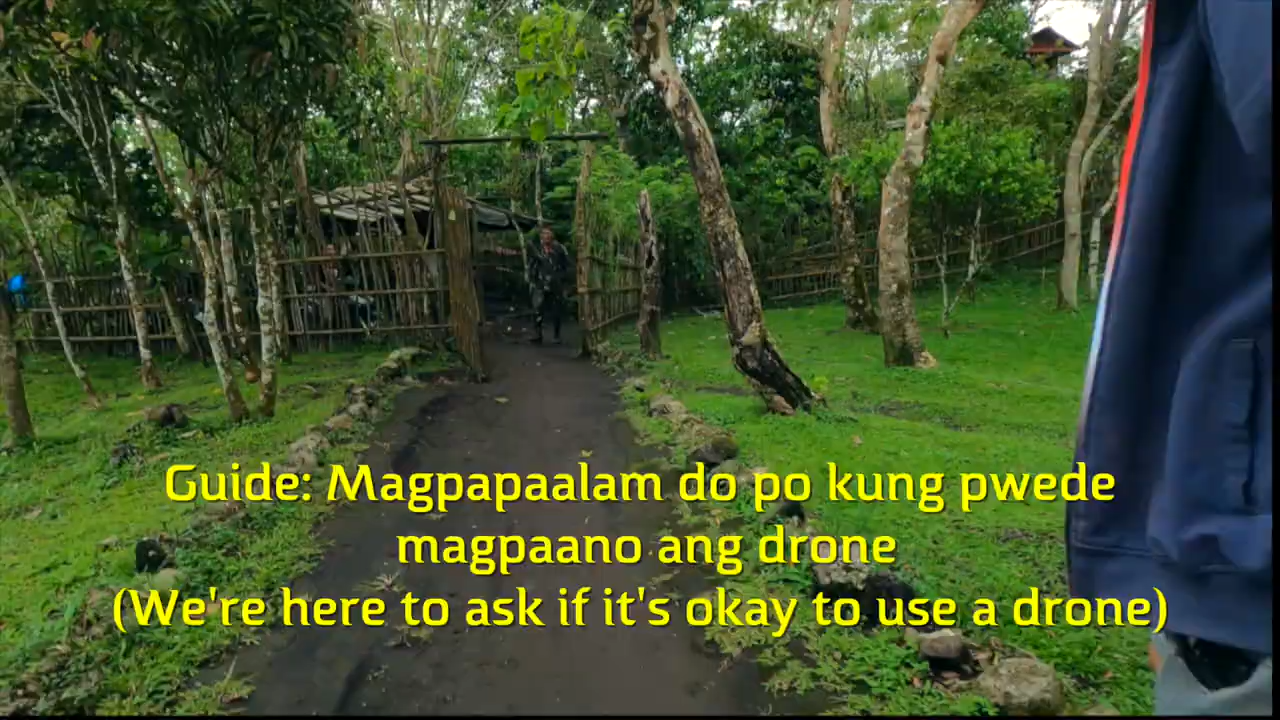 Guide: Magpapaalam do po kung pwede
magpaano ang drone
(We're here to ask if it's okay to use a drone)